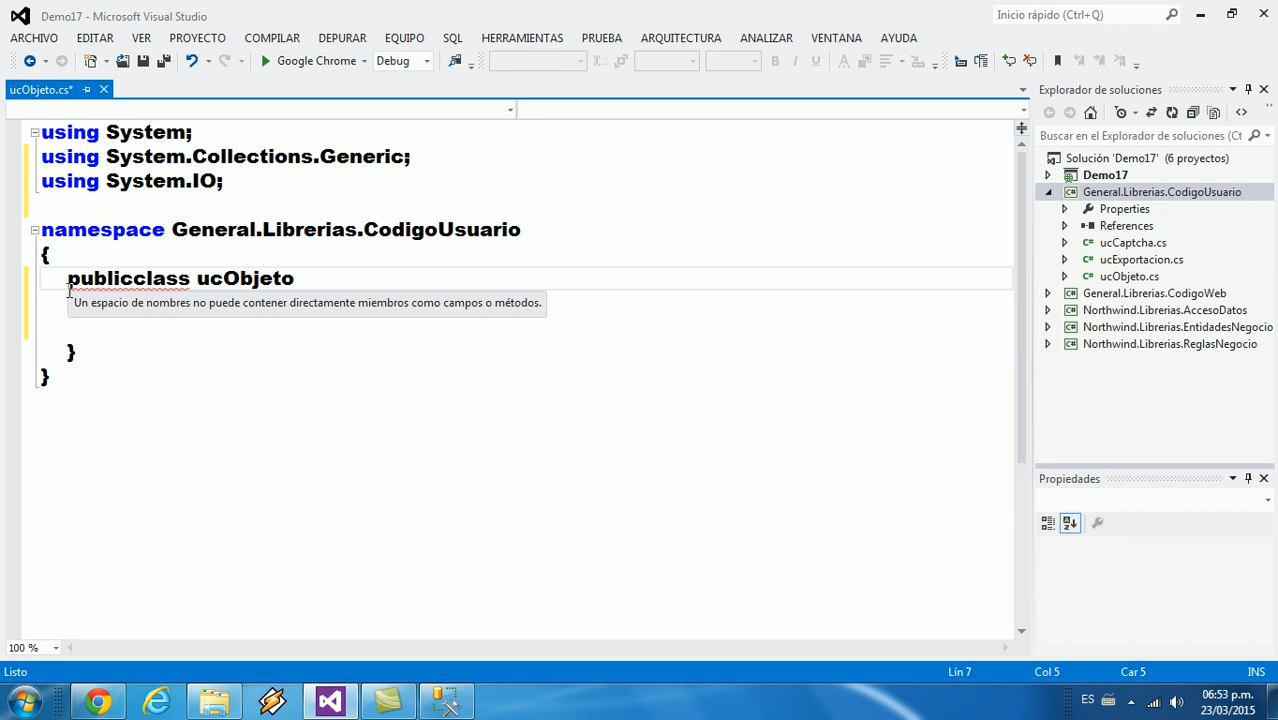 Demo17 - Microsoft Visual Studio
Inicio rápido (Ctrl+Q)
ARCHIVO EDITAR VER PROYECTO COMPILAR DEPURAR EQUIPO SQL HERRAMIENTAS PRUEBA ARQUITECTURA ANALIZAR VENTANA AYUDA
Google Chrome Debug
ucObjeto.cs*
Explorador de soluciones
Buscar en el Explorador de soluciones (Ct
using System;
using System.Collections.Generic;
using System.IO;
namespace General.Librerias.CodigoUsuario
{
publicclass ucObjeto
Un espacio de nombres no puede contener directamente miembros como campos o métodos.
}
}
Solución 'Demo17' (6 proyectos)
Demo17
General.Librerias.CodigoUsuario
Properties
References
ucCaptcha.cs
ucExportacion.cs
ucObjeto.cs
General.Librerias.CodigoWeb
Northwind.Librerias.AccesoDatos
Northwind.Librerias.EntidadesNegocio
Northwind.Librerias.ReglasNegocio
Propiedades
100 %
Listo Lín 7 Col 5 Car 5 INS
ES
06:53 p.m.
23/03/2015